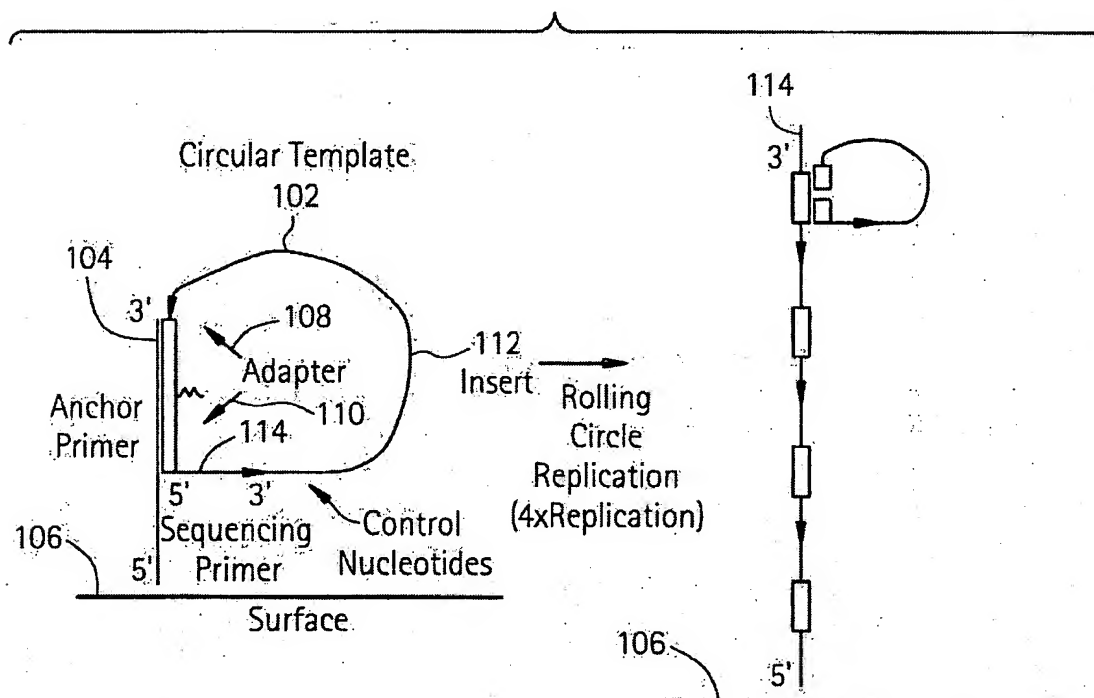 114
3'
Circular Template
102
104
3'
108
Adapter
110
112
Insert
Anchor
Primer
114
5' 3'
Sequencing
Primer
Control
Nucleotides
Rolling
Circle
Replication
(4xReplication)
106
5'
Surface
106
5'